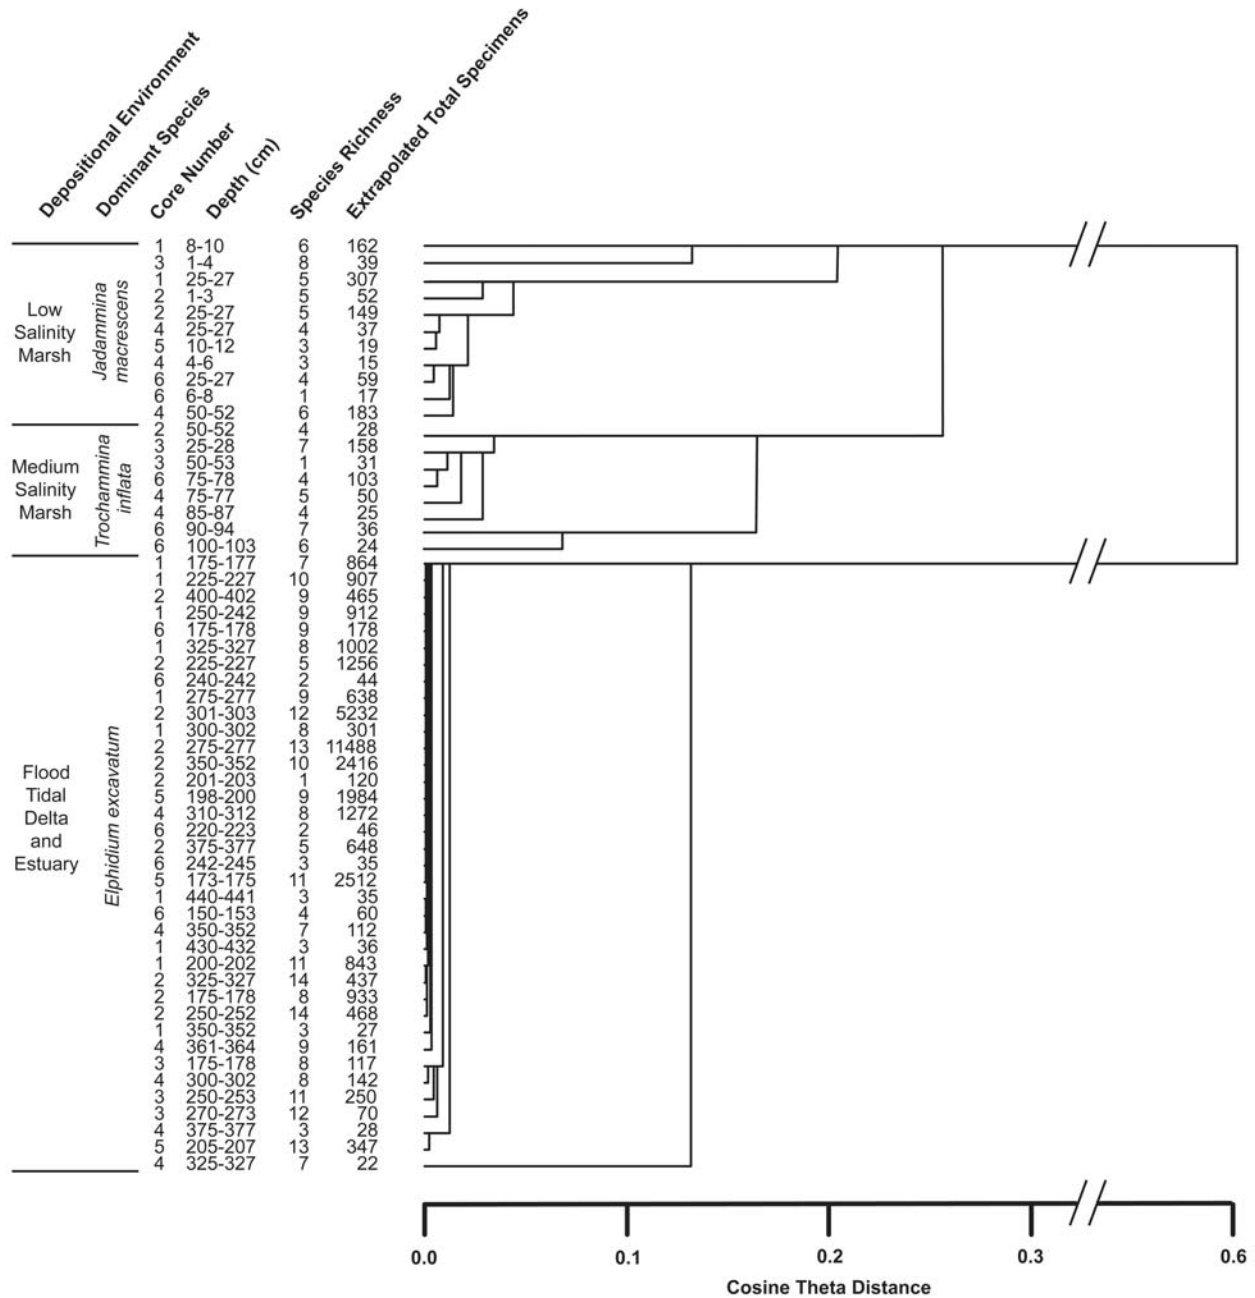 Depositional Environment
Dominant Species
Core Number
Depth (cm)
Species Richness
Extrapolated Total Specimens
Low
Salinity
Marsh
Jadammina
macrescens
1 8-10 6 162
3 1-4 8 39
1 25-27 5 307
2 1-3 5 52
2 25-27 5 149
4 25-27 4 37
5 10-12 3 19
4 4-6 3 15
6 25-27 4 59
6 6-8 1 17
4 50-52 6 183
Medium
Salinity
Marsh
Trochammina
inflata
2 50-52 4 28
3 25-28 7 158
3 50-53 1 31
6 75-78 4 103
4 75-77 5 50
4 85-87 4 25
6 90-94 7 36
6 100-103 6 24
Flood
Tidal
Delta
and
Estuary
Elphidium excavatum
1 175-177 7 864
1 225-227 10 907
2 400-402 9 465
1 250-242 9 912
6 175-178 9 178
1 325-327 8 1002
2 225-227 5 1256
6 240-242 2 44
1 275-277 9 638
2 301-303 12 5232
1 300-302 8 301
2 275-277 13 11488
2 350-352 10 2416
2 201-203 1 120
5 198-200 9 1984
4 310-312 8 1272
6 220-223 2 46
2 375-377 5 648
6 242-245 3 35
5 173-175 11 2512
1 440-441 3 35
6 150-153 4 60
4 350-352 7 112
1 430-432 3 36
1 200-202 11 843
2 325-327 14 437
2 175-178 8 933
2 250-252 14 468
1 350-352 3 27
4 361-364 9 161
3 175-178 8 117
4 300-302 8 142
3 250-253 11 250
3 270-273 12 70
4 375-377 3 28
5 205-207 13 347
4 325-327 7 22
0.0 0.1 0.2 0.3 0.6
Cosine Theta Distance